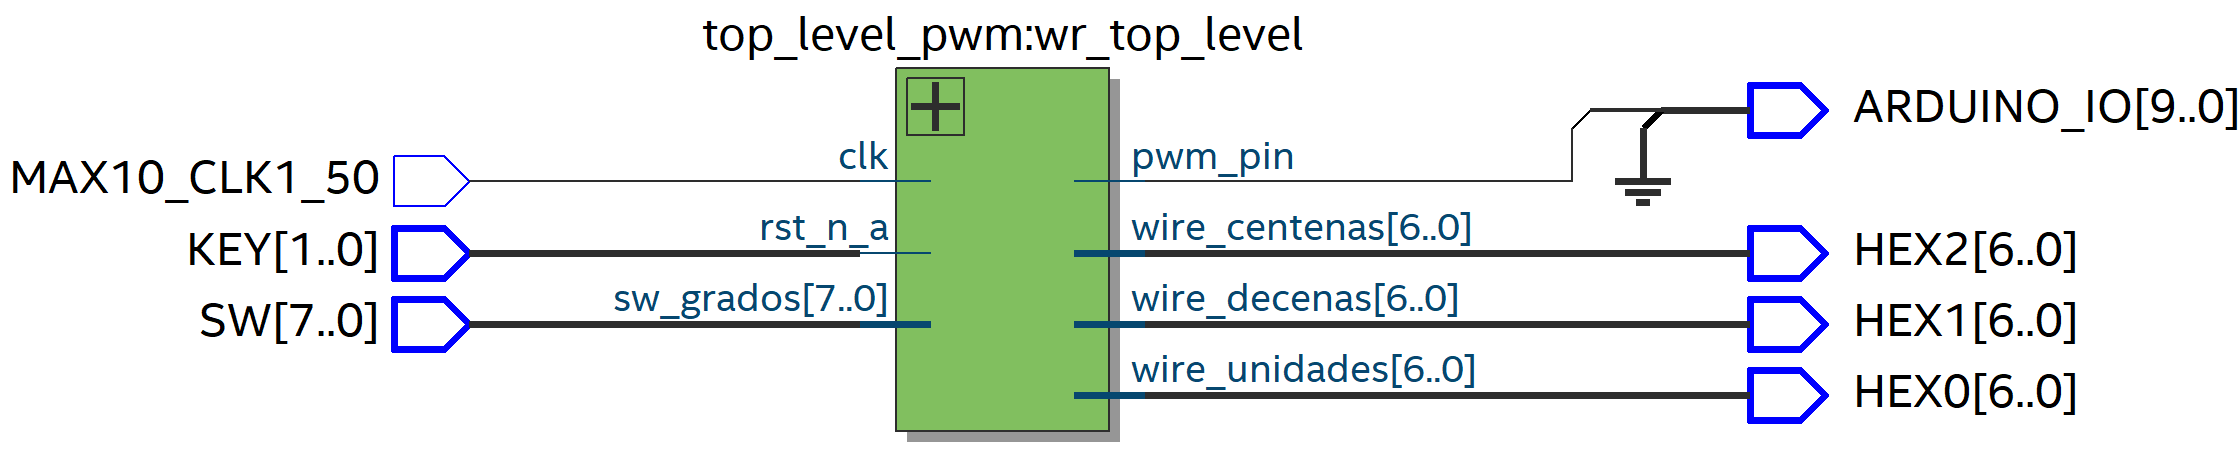 top_level_pwm:wr_top_level
MAX10_CLK1_50
KEY[1..0]
SW[7..0]
clk
rst_n_a
sw_grados[7..0]
pwm_pin
wire_centenas[6..0]
wire_decenas[6..0]
wire_unidades[6..0]
ARDUINO_IO[9..0]
HEX2[6..0]
HEX1[6..0]
HEX0[6..0]